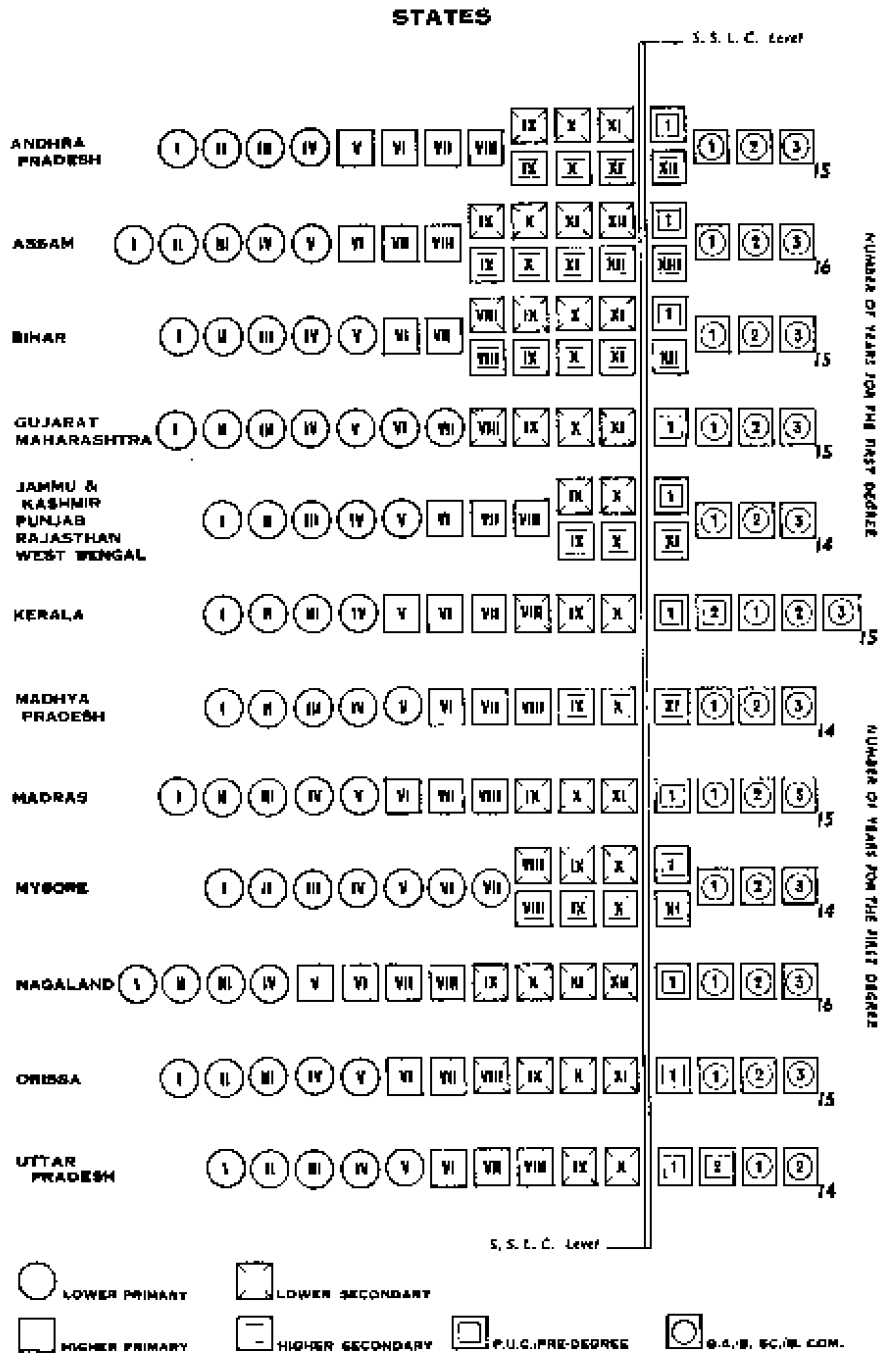 STATES
S. S. L. C. Level
ANDHRA
PRADESH
I II III IV V VI VII VIII IX X XI 1
IX X XI XII 1 2 3 15
ASSAM
I II III IV V VI VII VIII IX X XI XII 1
IX X XI XII XIII 1 2 3 16
BIHAR
I II III IV V VI VII VIII IX X XI 1
VIII IX X XI XII 1 2 3 15
GUJARAT
MAHARASHTRA
I II III IV V VI VII VIII IX X XI 1 1 2 3 15
JAMMU &
KASHMIR
PUNJAB
RAJASTHAN
WEST BENGAL
I II III IV V VI VII VIII IX X 1
IX X XI 1 2 3 14
KERALA
I II III IV V VI VII VIII IX X 1 2 1 2 3 15
MADHYA
PRADESH
I II III IV V VI VII VIII IX X XI 1 2 3 14
MADRAS
I II III IV V VI VII VIII IX X XI 1 1 2 3 15
MYSORE
I II III IV V VI VII VIII IX X 1
VIII IX X XI 1 2 3 14
NAGALAND
I II III IV V VI VII VIII IX X XI XII 1 1 2 3 16
ORISSA
I II III IV V VI VII VIII IX X XI 1 1 2 3 15
UTTAR
PRADESH
I II III IV V VI VII VIII IX X 1 2 1 2 14
NUMBER OF YEARS FOR THE FIRST DEGREE
NUMBER OF YEARS FOR THE FIRST DEGREE
S. S. L. C. Level
LOWER PRIMARY
LOWER SECONDARY
HIGHER PRIMARY
HIGHER SECONDARY
P.U.C./PRE-DEGREE
B.A./B. SC./B. COM.